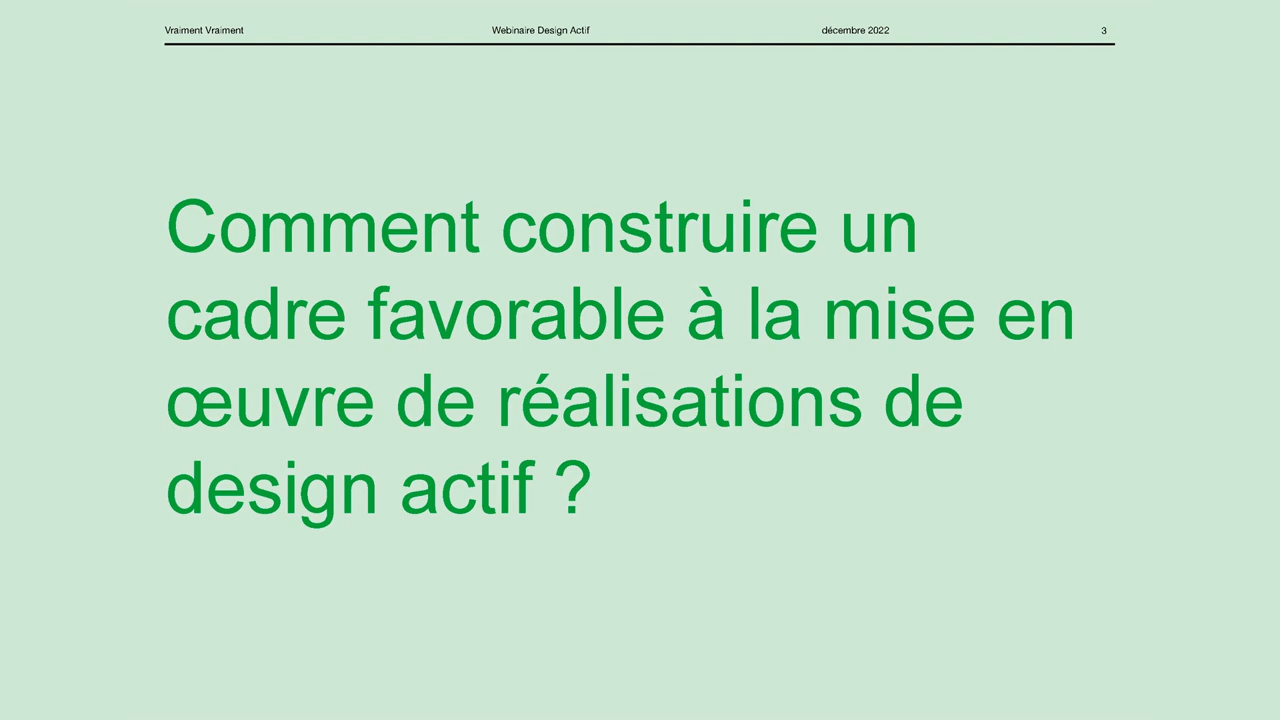 Vraiment Vraiment Webinaire Design Actif décembre 2022 3
Comment construire un
cadre favorable à la mise en
œuvre de réalisations de
design actif ?